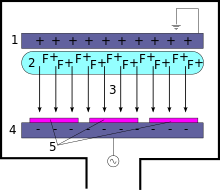 1 + + + + + + + + + + +
2 F+ F+ F+ F+ F+ F+ F+ F+ F+ F+
3
4 - - - - - - - - - -
5